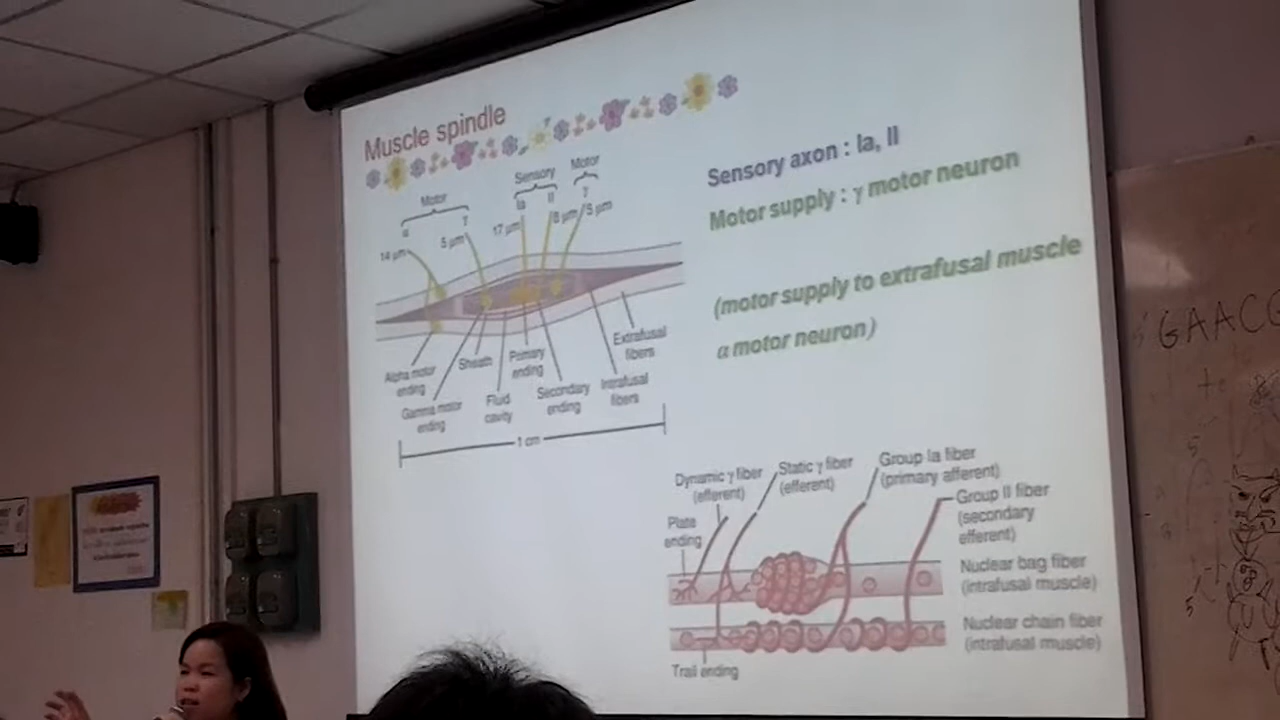 Muscle spindle
Motor
Sensory
Motor
α
γ
Ia
II
γ
14 μm
5 μm
17 μm
8 μm
5 μm
Alpha motor
ending
Gamma motor
ending
Sheath
Fluid
cavity
Primary
ending
Secondary
ending
Intrafusal
fibers
Extrafusal
fibers
1 cm
Sensory axon : Ia, II
Motor supply : γ motor neuron
(motor supply to extrafusal muscle
α motor neuron)
Dynamic γ fiber
(efferent)
Static γ fiber
(efferent)
Group Ia fiber
(primary afferent)
Group II fiber
(secondary
efferent)
Plate
ending
Nuclear bag fiber
(intrafusal muscle)
Nuclear chain fiber
(intrafusal muscle)
Trail ending
GAACC